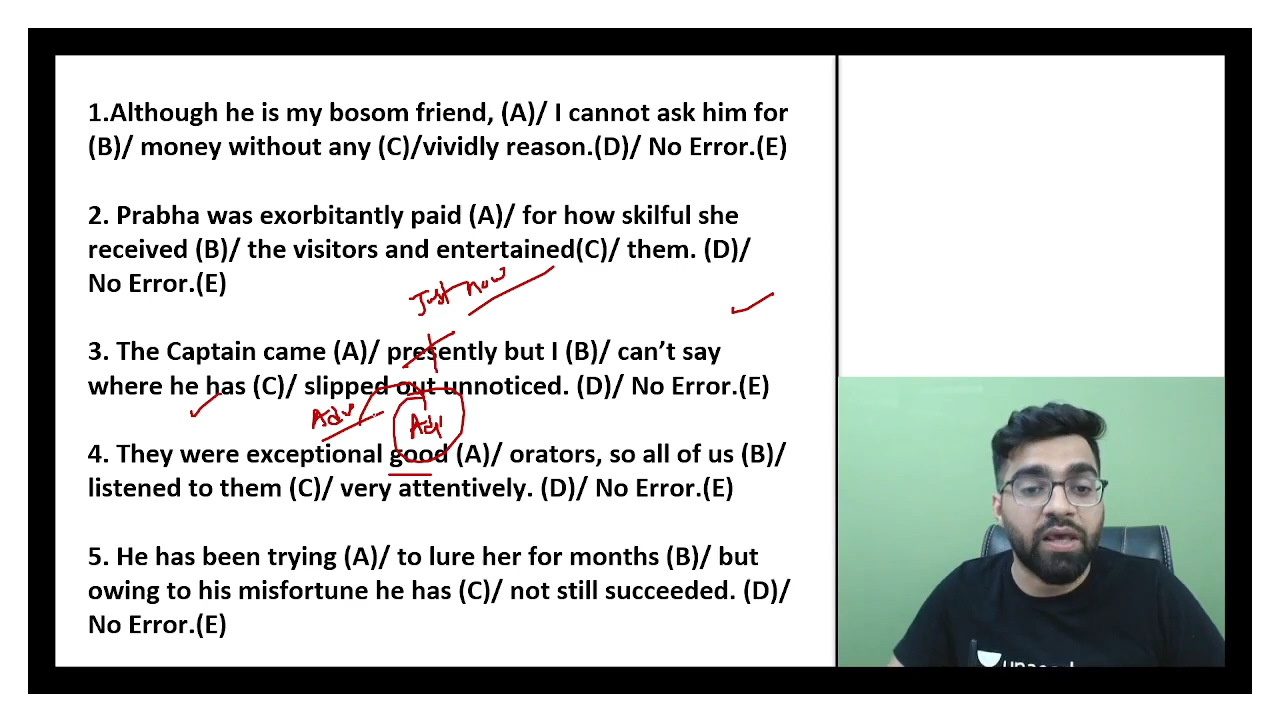 1.Although he is my bosom friend, (A)/ I cannot ask him for
(B)/ money without any (C)/vividly reason.(D)/ No Error.(E)
2. Prabha was exorbitantly paid (A)/ for how skilful she
received (B)/ the visitors and entertained(C)/ them. (D)/
No Error.(E)
Just now
3. The Captain came (A)/ presently but I (B)/ can’t say
where he has (C)/ slipped out unnoticed. (D)/ No Error.(E)
Adv Adj
4. They were exceptional good (A)/ orators, so all of us (B)/
listened to them (C)/ very attentively. (D)/ No Error.(E)
5. He has been trying (A)/ to lure her for months (B)/ but
owing to his misfortune he has (C)/ not still succeeded. (D)/
No Error.(E)